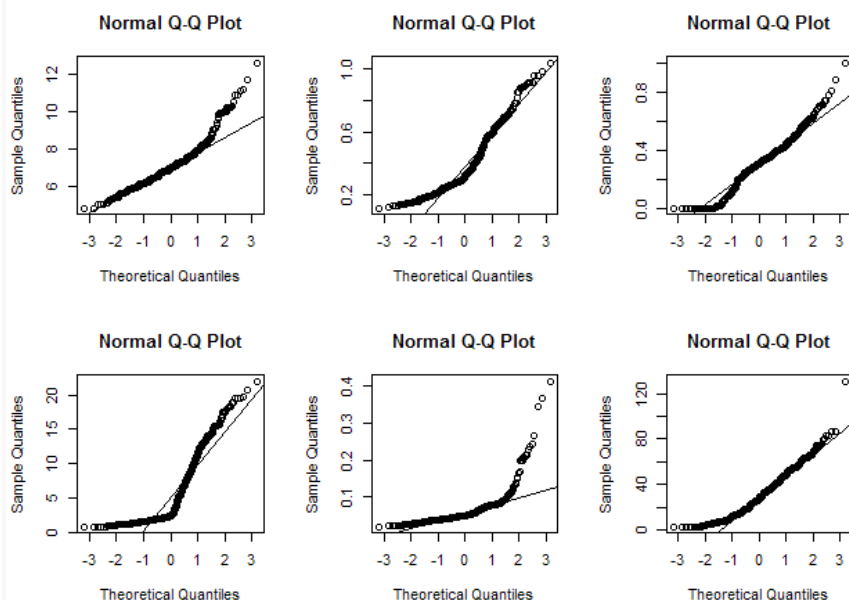 Normal Q-Q Plot Normal Q-Q Plot Normal Q-Q Plot
Sample Quantiles Sample Quantiles Sample Quantiles
12 10 8 6
1.0 0.6 0.2
0.8 0.4 0.0
-3 -2 -1 0 1 2 3 -3 -2 -1 0 1 2 3 -3 -2 -1 0 1 2 3
Theoretical Quantiles Theoretical Quantiles Theoretical Quantiles
Normal Q-Q Plot Normal Q-Q Plot Normal Q-Q Plot
Sample Quantiles Sample Quantiles Sample Quantiles
20 15 10 5 0
0.4 0.3 0.2 0.1
120 80 40 0
-3 -2 -1 0 1 2 3 -3 -2 -1 0 1 2 3 -3 -2 -1 0 1 2 3
Theoretical Quantiles Theoretical Quantiles Theoretical Quantiles